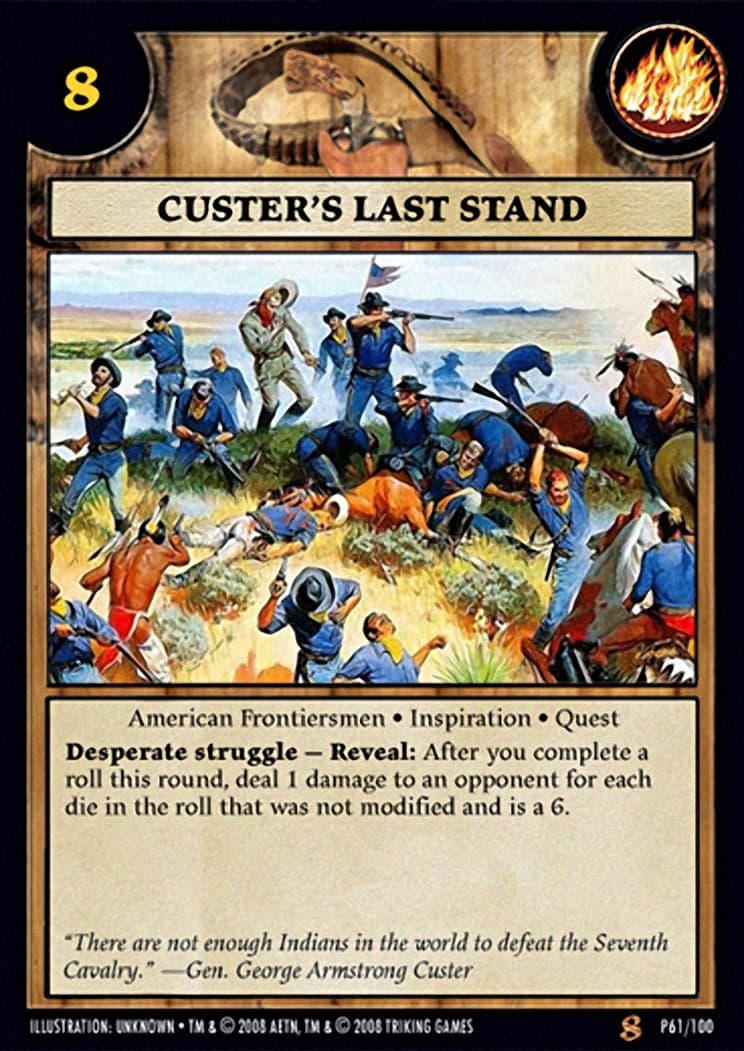 8
CUSTER'S LAST STAND
American Frontiersmen • Inspiration • Quest
Desperate struggle – Reveal: After you complete a
roll this round, deal 1 damage to an opponent for each
die in the roll that was not modified and is a 6.
“There are not enough Indians in the world to defeat the Seventh
Cavalry.” —Gen. George Armstrong Custer
ILLUSTRATION: UNKNOWN • TM & © 2008 AETN, TM & © 2008 TRIKING GAMES P61/100